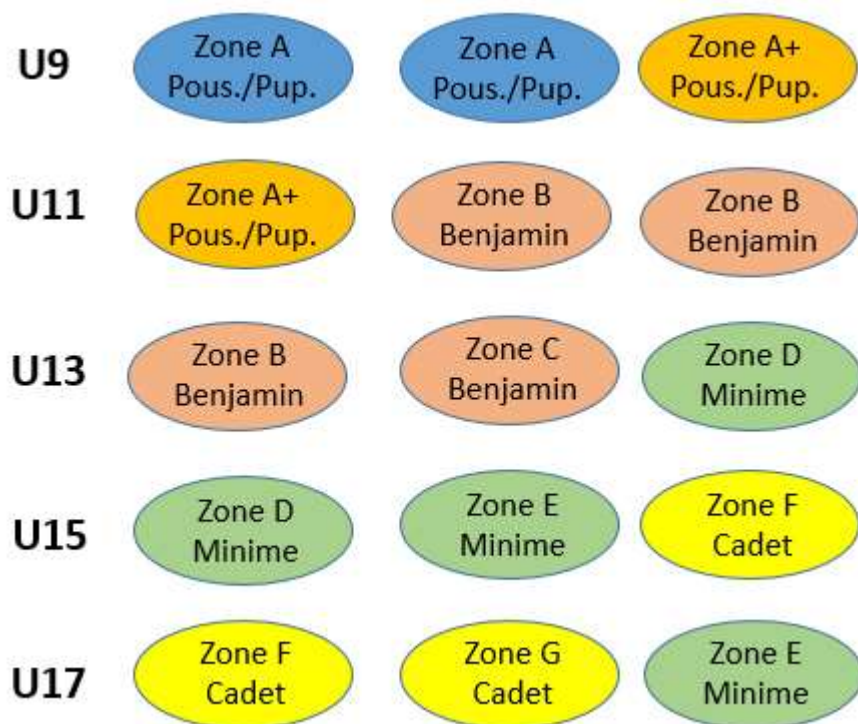 U9
Zone A
Pous./Pup.
Zone A
Pous./Pup.
Zone A+
Pous./Pup.
U11
Zone A+
Pous./Pup.
Zone B
Benjamin
Zone B
Benjamin
U13
Zone B
Benjamin
Zone C
Benjamin
Zone D
Minime
U15
Zone D
Minime
Zone E
Minime
Zone F
Cadet
U17
Zone F
Cadet
Zone G
Cadet
Zone E
Minime